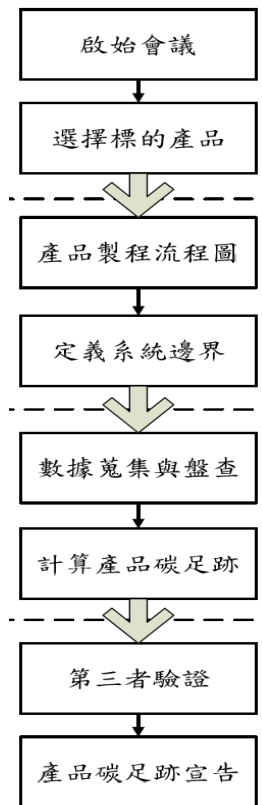 啟始會議
選擇標的產品
產品製程流程圖
定義系統邊界
數據蒐集與盤查
計算產品碳足跡
第三者驗証
產品碳足跡宣告